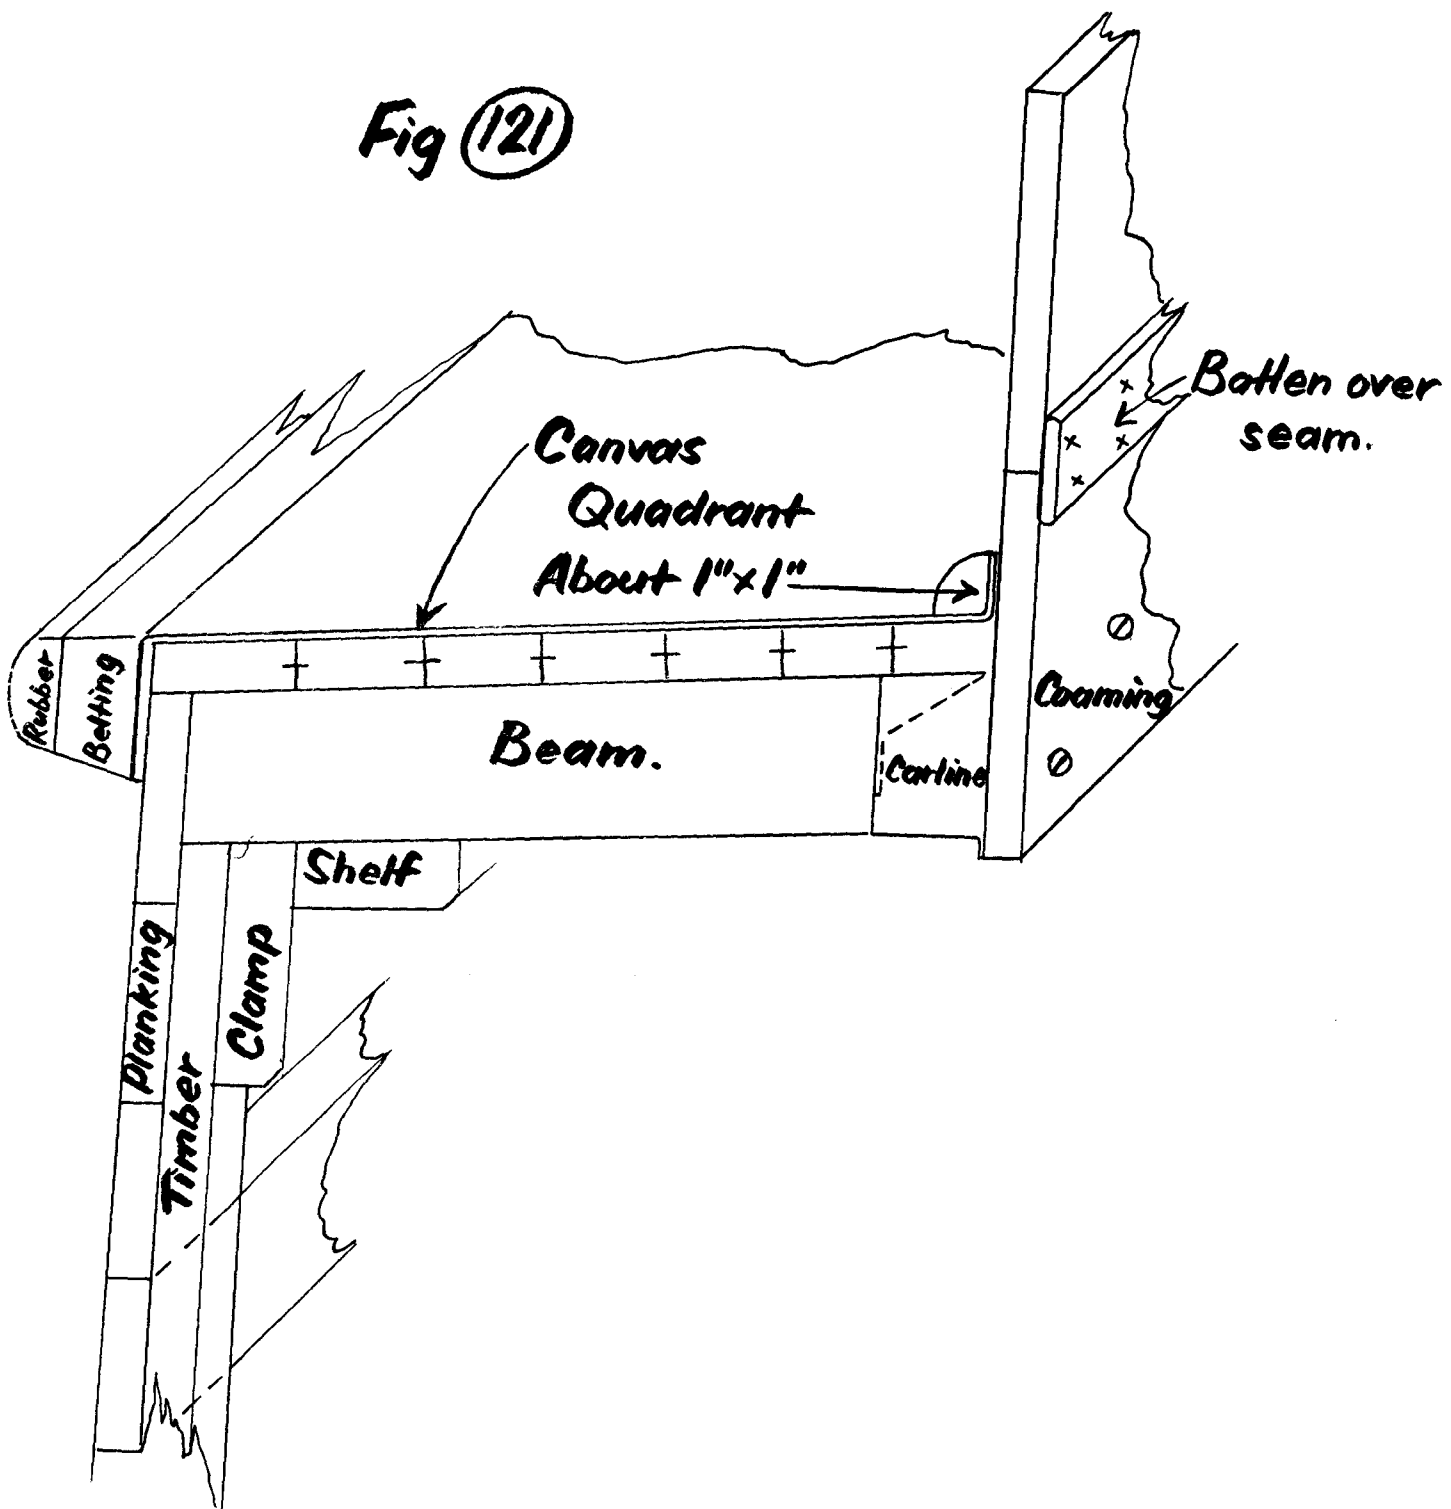 Fig 121
Batten over
seam.
Canvas
Quadrant
About 1"x1"
Rubber
Belting
Coaming
Beam.
Carline
Shelf
Planking
Clamp
Timber